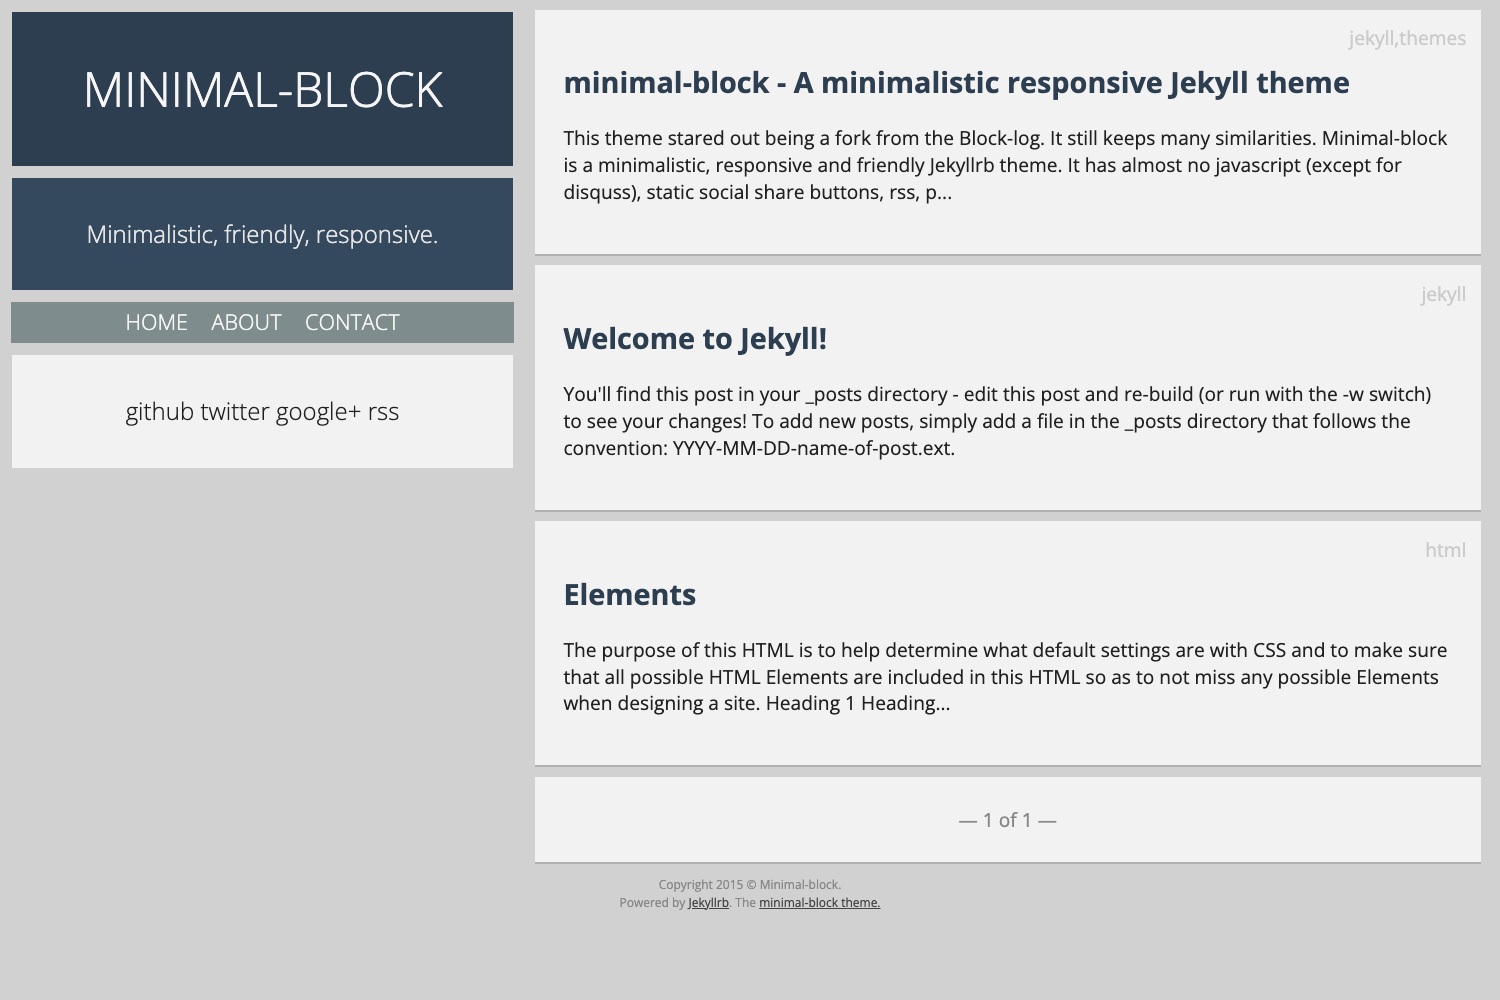 MINIMAL-BLOCK
Minimalistic, friendly, responsive.
HOME ABOUT CONTACT
github twitter google+ rss
jekyll,themes
minimal-block - A minimalistic responsive Jekyll theme
This theme stared out being a fork from the Block-log. It still keeps many similarities. Minimal-block
is a minimalistic, responsive and friendly Jekyllrb theme. It has almost no javascript (except for
disquss), static social share buttons, rss, p...
jekyll
Welcome to Jekyll!
You'll find this post in your _posts directory - edit this post and re-build (or run with the -w switch)
to see your changes! To add new posts, simply add a file in the _posts directory that follows the
convention: YYYY-MM-DD-name-of-post.ext.
html
Elements
The purpose of this HTML is to help determine what default settings are with CSS and to make sure
that all possible HTML Elements are included in this HTML so as to not miss any possible Elements
when designing a site. Heading 1 Heading...
— 1 of 1 —
Copyright 2015 © Minimal-block.
Powered by Jekyllrb. The minimal-block theme.